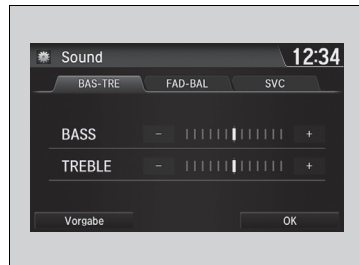 Sound 12:34
BAS-TRE FAD-BAL SVC
BASS - +
TREBLE - +
Vorgabe OK